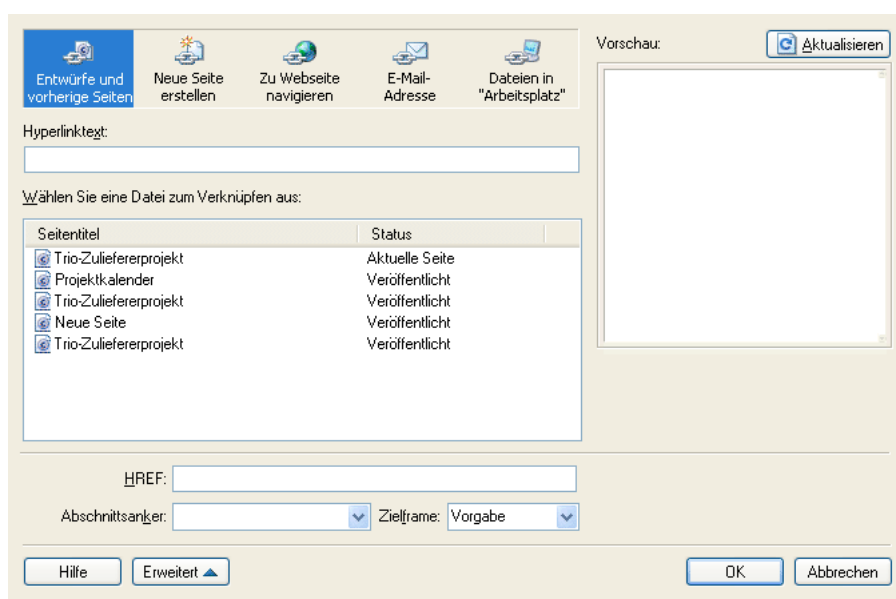 Entwürfe und
vorherige Seiten
Neue Seite
erstellen
Zu Webseite
navigieren
E-Mail-
Adresse
Dateien in
"Arbeitsplatz"
Vorschau:
Aktualisieren
Hyperlinktext:
Wählen Sie eine Datei zum Verknüpfen aus:
Seitentitel Status
Trio-Zuliefererprojekt Aktuelle Seite
Projektkalender Veröffentlicht
Trio-Zuliefererprojekt Veröffentlicht
Neue Seite Veröffentlicht
Trio-Zuliefererprojekt Veröffentlicht
HREF:
Abschnittsanker: Zielframe: Vorgabe
Hilfe Erweitert OK Abbrechen